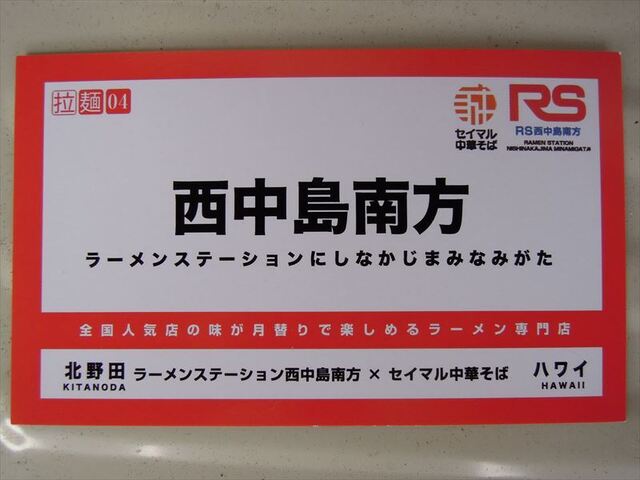 拉麺04
セイマル
中華そば
RS
RS西中島南方
RAMEN STATION
NISHINAKAJIMA MINAMIGATA
西中島南方
ラーメンステーションにしなかじまみなみがた
全国人気店の味が月替りで楽しめるラーメン専門店
北野田 ラーメンステーション西中島南方 × セイマル中華そば ハワイ
KITANODA HAWAII